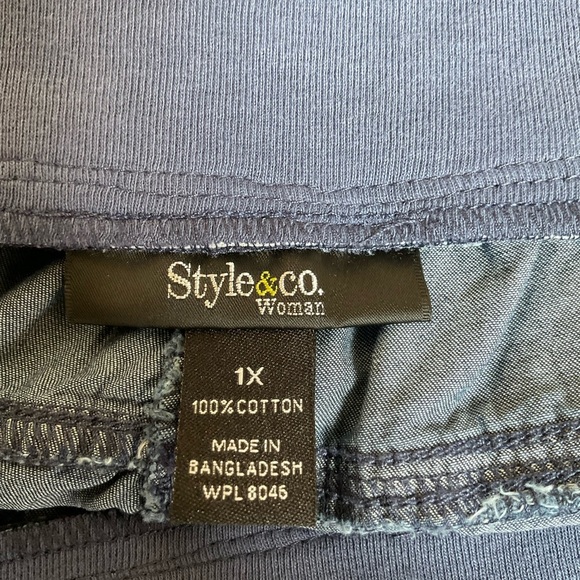 Style&co.
Woman
1X
100% COTTON
MADE IN
BANGLADESH
WPL 8046